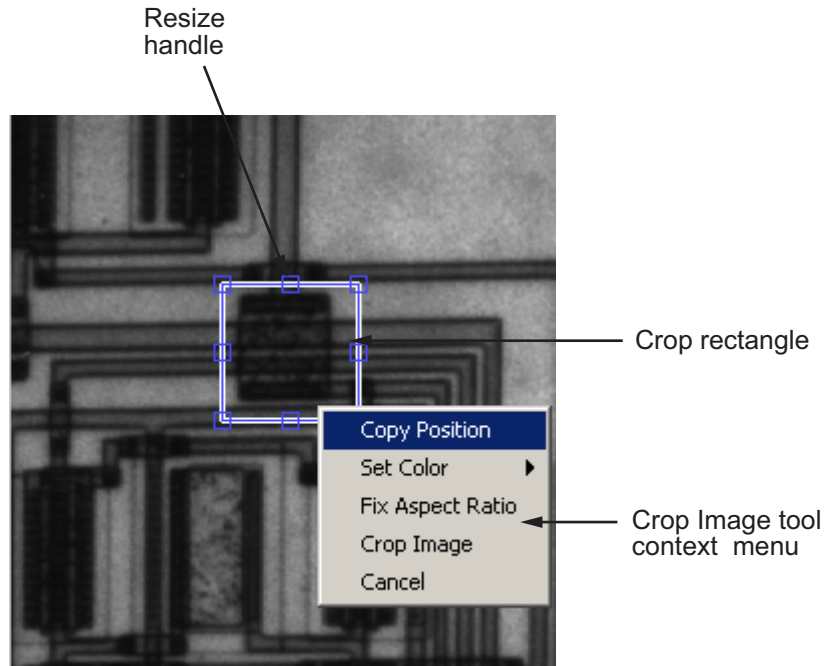 Resize
handle
Crop rectangle
Copy Position
Set Color
Fix Aspect Ratio
Crop Image
Cancel
Crop Image tool
context menu